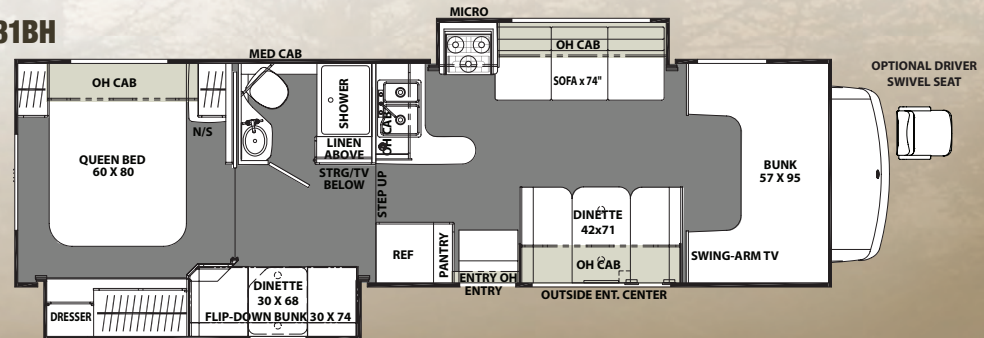 31BH
MICRO
MED CAB
OH CAB
OH CAB
SOFA x 74"
OPTIONAL DRIVER
SWIVEL SEAT
SHOWER
OH CAB
N/S
LINEN
ABOVE
STRG/TV
BELOW
STEP UP
QUEEN BED
60 X 80
BUNK
57 X 95
DINETTE
42x71
REF
PANTRY
OH CAB
SWING-ARM TV
ENTRY OH
ENTRY
OUTSIDE ENT. CENTER
DINETTE
30 X 68
FLIP-DOWN BUNK 30 X 74
DRESSER